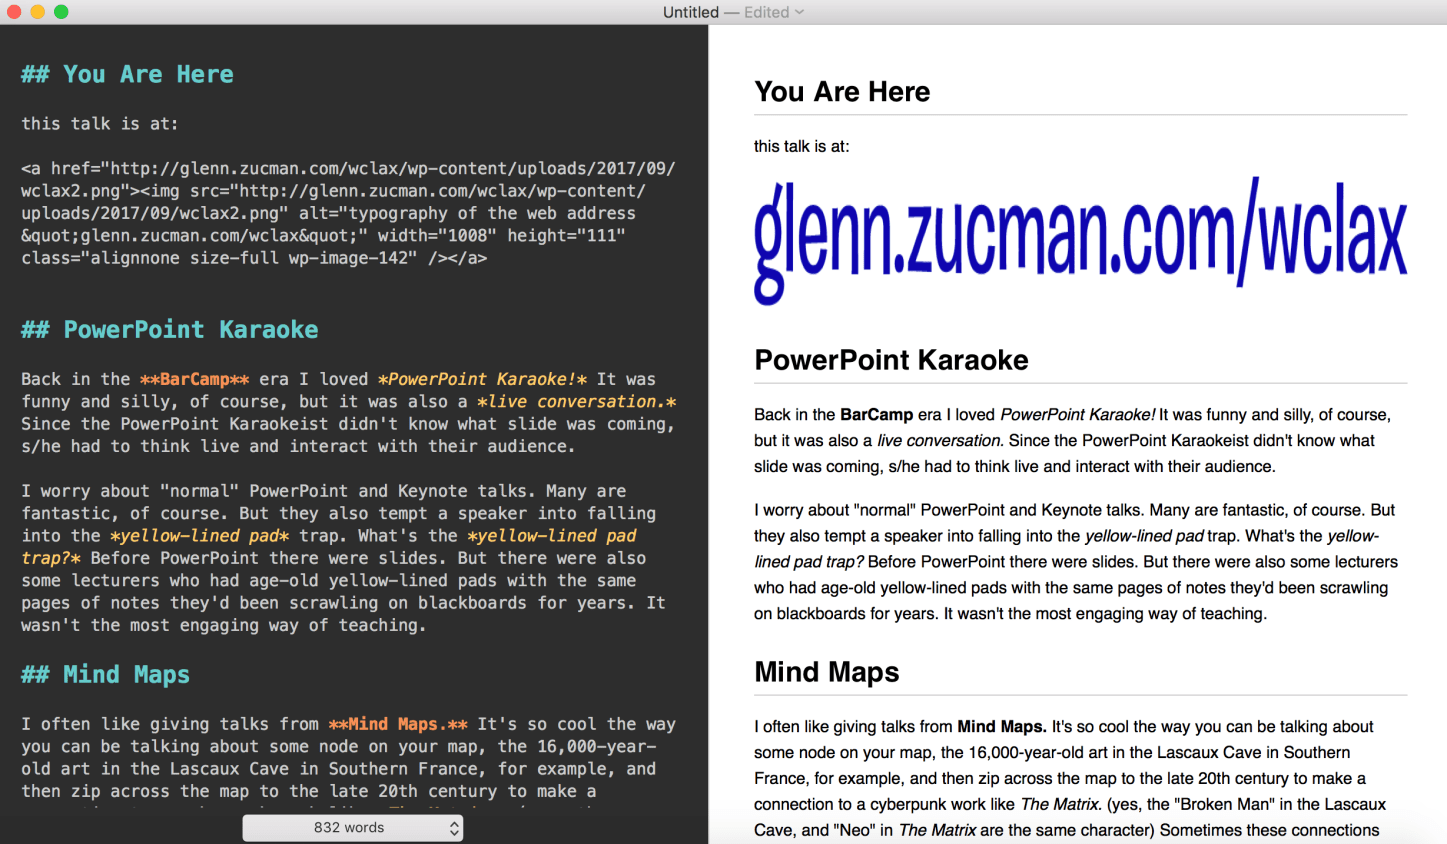 Untitled — Edited
## You Are Here
this talk is at:
<a href="http://glenn.zucman.com/wclax/wp-content/uploads/2017/09/
wclax2.png"><img src="http://glenn.zucman.com/wclax/wp-content/
uploads/2017/09/wclax2.png" alt="typography of the web address
&quot;glenn.zucman.com/wclax&quot;" width="1008" height="111"
class="alignnone size-full wp-image-142" /></a>
## PowerPoint Karaoke
Back in the **BarCamp** era I loved *PowerPoint Karaoke!* It was
funny and silly, of course, but it was also a *live conversation.*
Since the PowerPoint Karaokeist didn't know what slide was coming,
s/he had to think live and interact with their audience.
I worry about "normal" PowerPoint and Keynote talks. Many are
fantastic, of course. But they also tempt a speaker into falling
into the *yellow-lined pad* trap. What's the *yellow-lined pad
trap?* Before PowerPoint there were slides. But there were also
some lecturers who had age-old yellow-lined pads with the same
pages of notes they'd been scrawling on blackboards for years. It
wasn't the most engaging way of teaching.
## Mind Maps
I often like giving talks from **Mind Maps.** It's so cool the way
you can be talking about some node on your map, the 16,000-year-
old art in the Lascaux Cave in Southern France, for example, and
then zip across the map to the late 20th century to make a
832 words
You Are Here
this talk is at:
glenn.zucman.com/wclax
PowerPoint Karaoke
Back in the BarCamp era I loved PowerPoint Karaoke! It was funny and silly, of course,
but it was also a live conversation. Since the PowerPoint Karaokeist didn't know what
slide was coming, s/he had to think live and interact with their audience.
I worry about "normal" PowerPoint and Keynote talks. Many are fantastic, of course. But
they also tempt a speaker into falling into the yellow-lined pad trap. What's the yellow-
lined pad trap? Before PowerPoint there were slides. But there were also some lecturers
who had age-old yellow-lined pads with the same pages of notes they'd been scrawling
on blackboards for years. It wasn't the most engaging way of teaching.
Mind Maps
I often like giving talks from Mind Maps. It's so cool the way you can be talking about
some node on your map, the 16,000-year-old art in the Lascaux Cave in Southern
France, for example, and then zip across the map to the late 20th century to make a
connection to a cyberpunk work like The Matrix. (yes, the "Broken Man" in the Lascaux
Cave, and "Neo" in The Matrix are the same character) Sometimes these connections